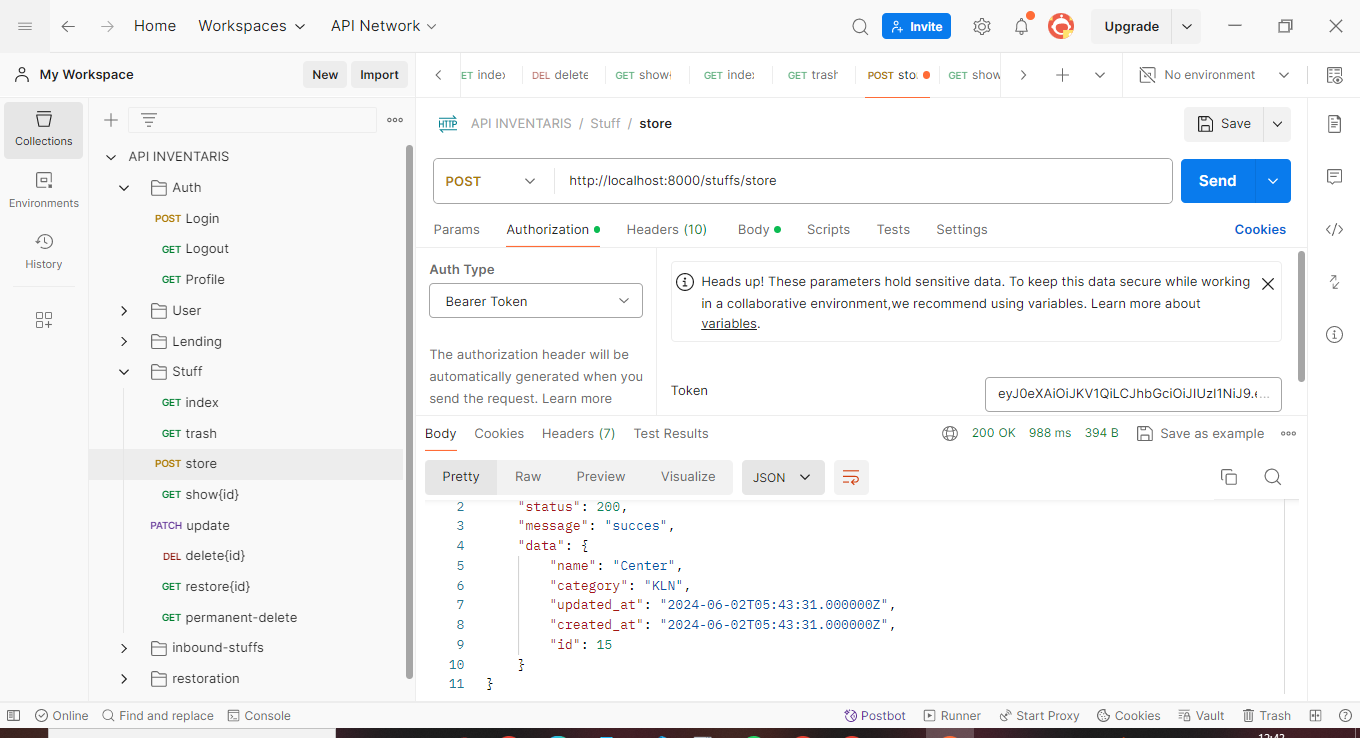 Home Workspaces API Network Invite Upgrade
My Workspace New Import
ET index DEL delete GET show GET index GET trash POST sto GET show No environment
Collections
Environments
History
API INVENTARIS
Auth
POST Login
GET Logout
GET Profile
User
Lending
Stuff
GET index
GET trash
POST store
GET show{id}
PATCH update
DEL delete{id}
GET restore{id}
GET permanent-delete
inbound-stuffs
restoration
HTTP API INVENTARIS / Stuff / store Save
POST http://localhost:8000/stuffs/store Send
Params Authorization Headers (10) Body Scripts Tests Settings Cookies
Auth Type
Bearer Token
The authorization header will be
automatically generated when you
send the request. Learn more
Heads up! These parameters hold sensitive data. To keep this data secure while working
in a collaborative environment,we recommend using variables. Learn more about
variables.
Token eyJ0eXAiOiJKV1QiLCJhbGciOiJIUzI1NiJ9.e...
Body Cookies Headers (7) Test Results 200 OK 988 ms 394 B Save as example
Pretty Raw Preview Visualize JSON
2 "status": 200,
3 "message": "succes",
4 "data": {
5 "name": "Center",
6 "category": "KLN",
7 "updated_at": "2024-06-02T05:43:31.000000Z",
8 "created_at": "2024-06-02T05:43:31.000000Z",
9 "id": 15
10 }
11 }
Online Find and replace Console Postbot Runner Start Proxy Cookies Vault Trash